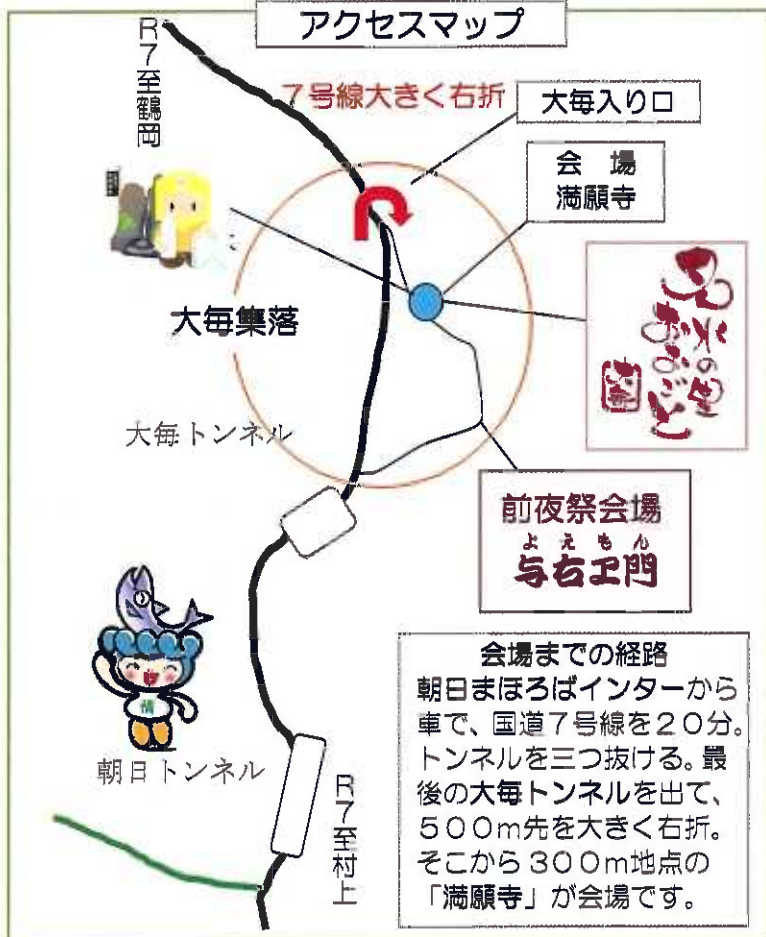 アクセスマップ
R7至鶴岡
7号線大きく右折
大毎入り口
会　場
満願寺
大毎集落
大毎トンネル
前夜祭会場
よえもん
与右エ門
朝日トンネル
R7至村上
会場までの経路
朝日まほろばインターから
車で、国道７号線を２０分。
トンネルを三つ抜ける。最
後の大毎トンネルを出て、
５００ｍ先を大きく右折。
そこから３００ｍ地点の
「満願寺」が会場です。